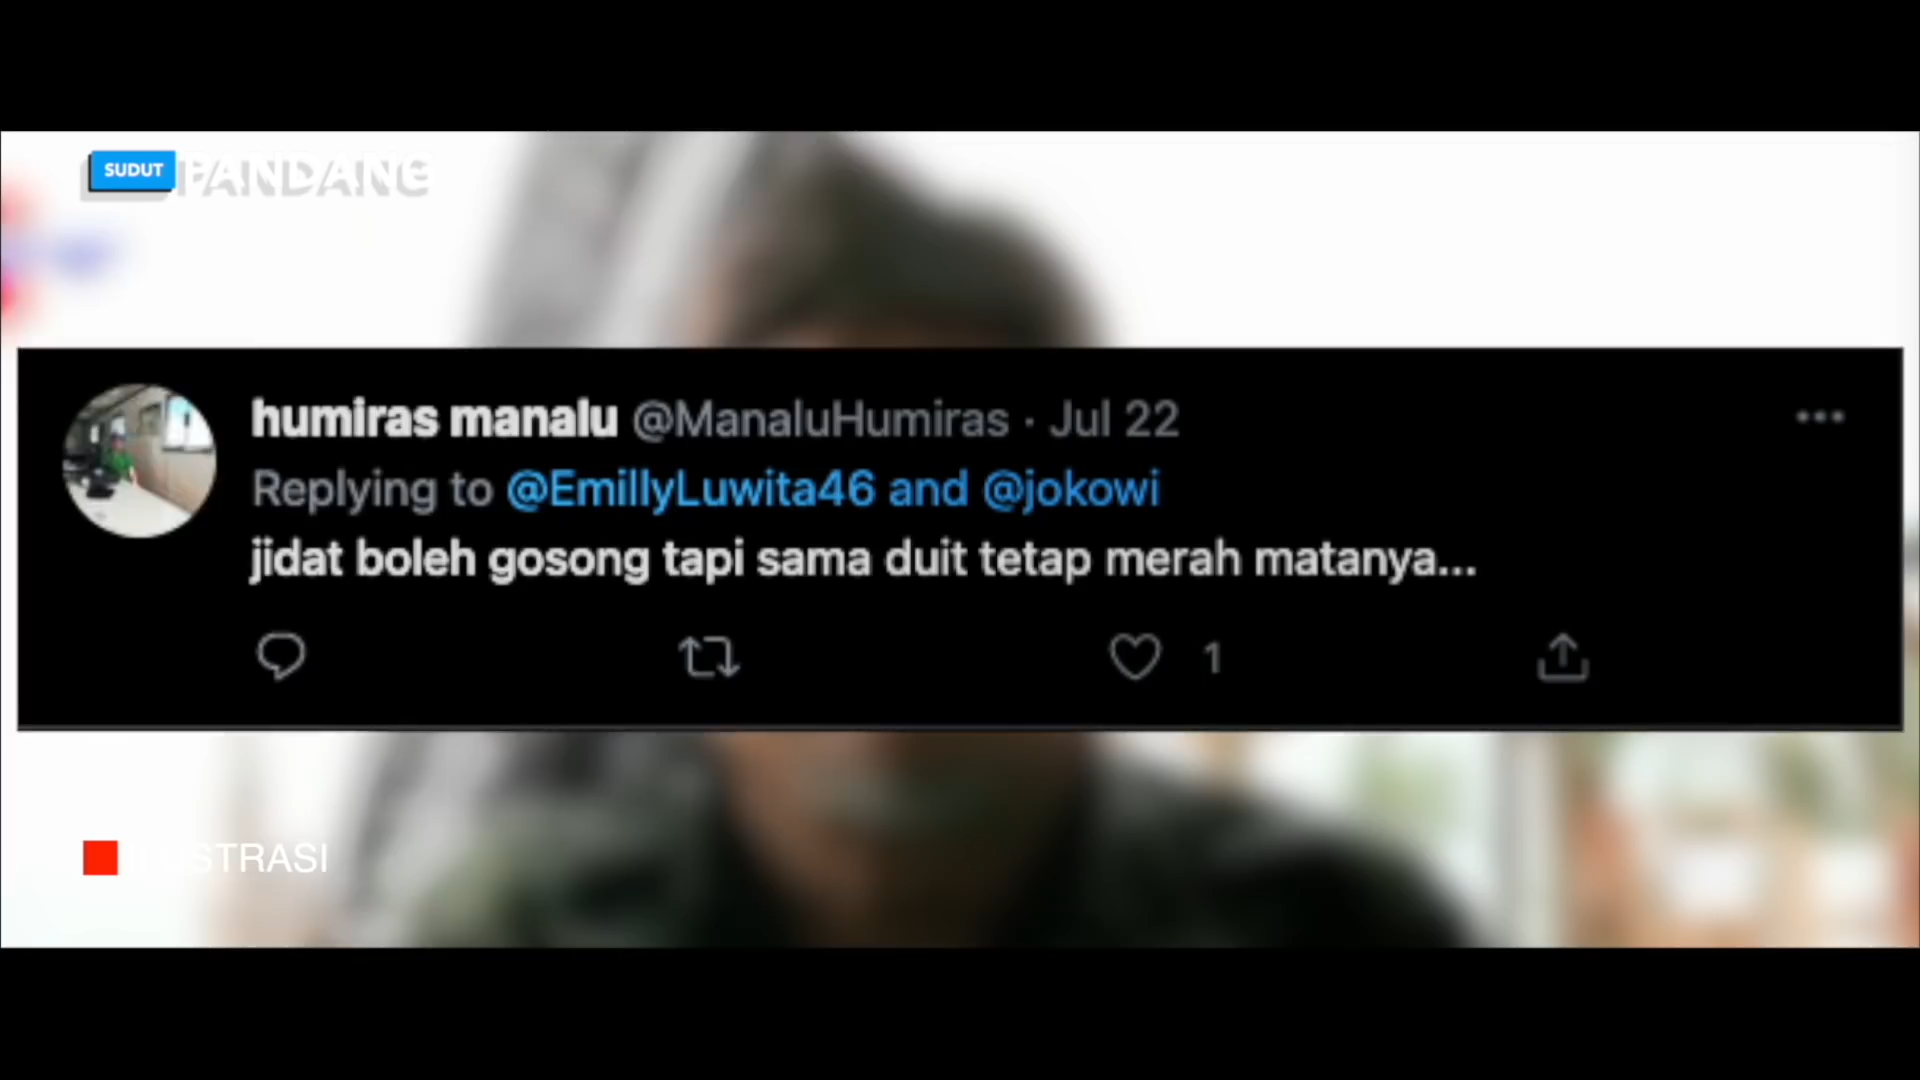 SUDUT PANDANG
humiras manalu @ManaluHumiras · Jul 22
Replying to @EmillyLuwita46 and @jokowi
jidat boleh gosong tapi sama duit tetap merah matanya...
1
ILUSTRASI